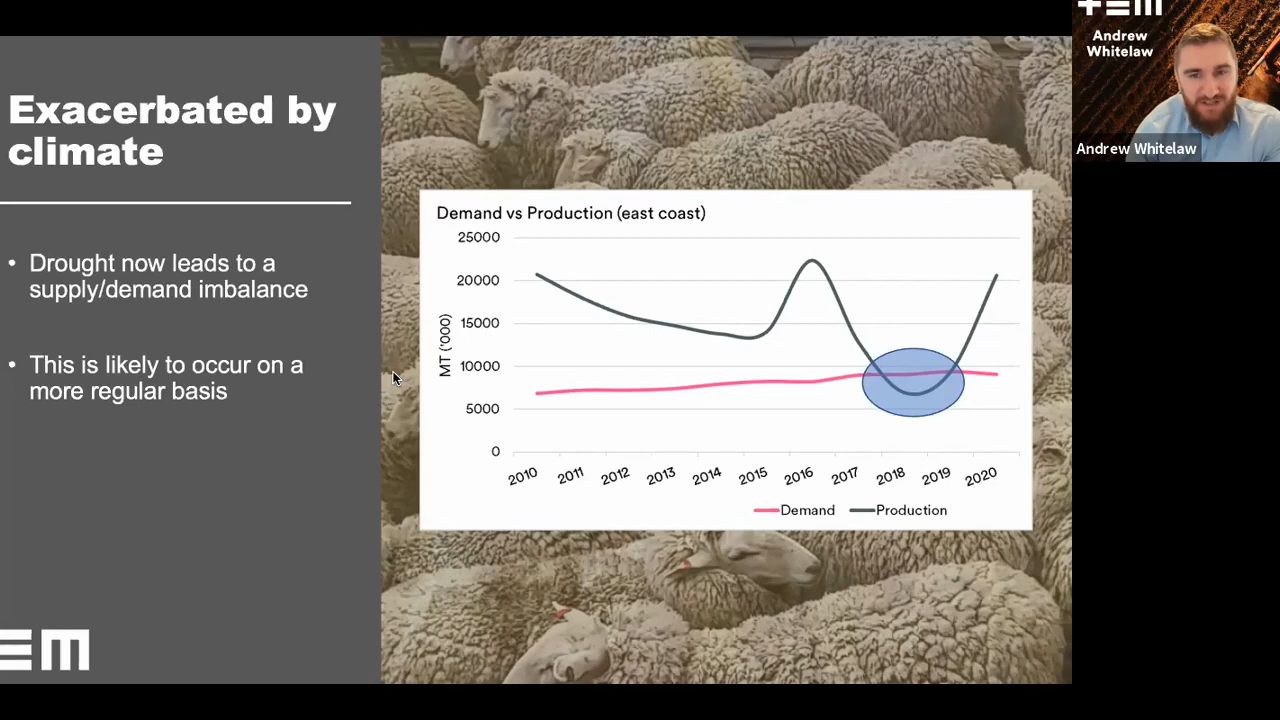 Exacerbated by
climate
• Drought now leads to a
supply/demand imbalance
• This is likely to occur on a
more regular basis
EM
Demand vs Production (east coast)
MT ('000)
25000
20000
15000
10000
5000
0
2010 2011 2012 2013 2014 2015 2016 2017 2018 2019 2020
Demand Production
Andrew
Whitelaw
Andrew Whitelaw